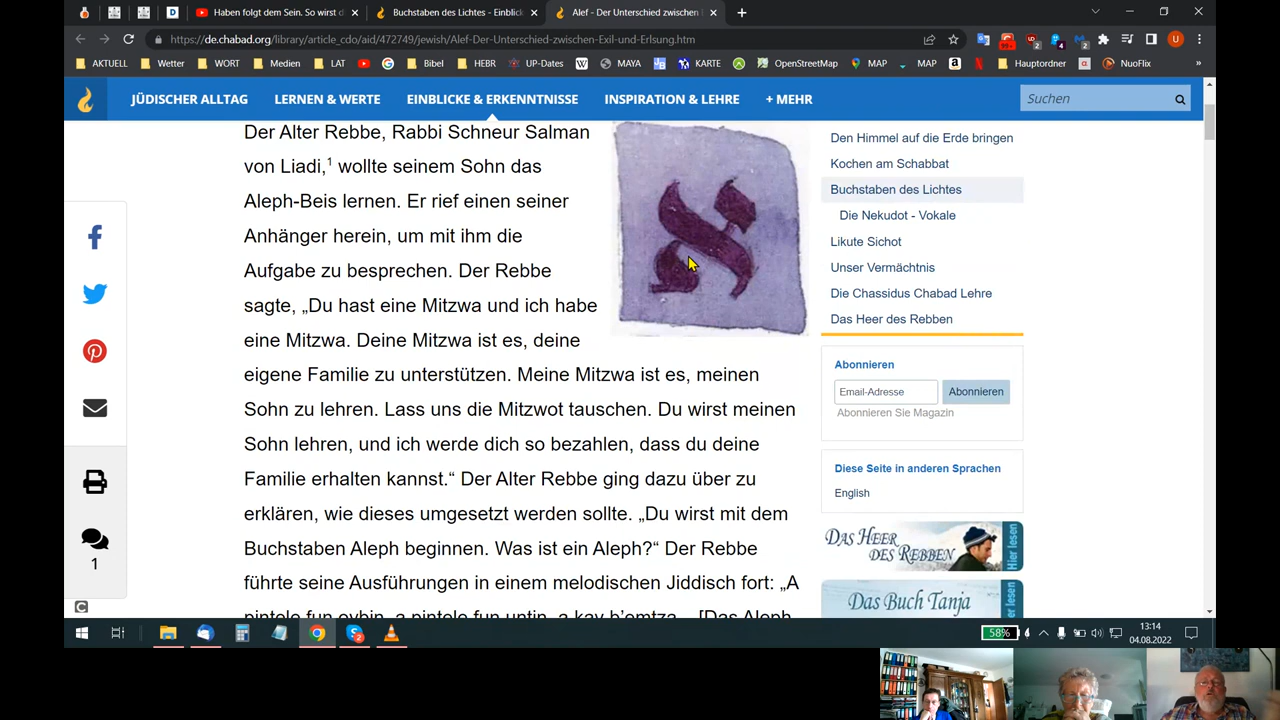 Haben folgt dem Sein. So wirst d
Buchstaben des Lichtes - Einblick
Alef - Der Unterschied zwischen
https://de.chabad.org/library/article_cdo/aid/472749/jewish/Alef-Der-Unterschied-zwischen-Exil-und-Erlsung.htm
AKTUELL Wetter WORT Medien LAT Bibel HEBR UP-Dates MAYA KARTE OpenStreetMap MAP MAP Hauptordner NuoFlix
JÜDISCHER ALLTAG LERNEN & WERTE EINBLICKE & ERKENNTNISSE INSPIRATION & LEHRE + MEHR Suchen
Der Alter Rebbe, Rabbi Schneur Salman
von Liadi,1 wollte seinem Sohn das
Aleph-Beis lernen. Er rief einen seiner
Anhänger herein, um mit ihm die
Aufgabe zu besprechen. Der Rebbe
sagte, „Du hast eine Mitzwa und ich habe
eine Mitzwa. Deine Mitzwa ist es, deine
eigene Familie zu unterstützen. Meine Mitzwa ist es, meinen
Sohn zu lehren. Lass uns die Mitzwot tauschen. Du wirst meinen
Sohn lehren, und ich werde dich so bezahlen, dass du deine
Familie erhalten kannst.“ Der Alter Rebbe ging dazu über zu
erklären, wie dieses umgesetzt werden sollte. „Du wirst mit dem
Buchstaben Aleph beginnen. Was ist ein Aleph?“ Der Rebbe
führte seine Ausführungen in einem melodischen Jiddisch fort: „A
pintele fun oybin, a pintele fun untin, a kav b’emtza... [Das Aleph
א
1
Den Himmel auf die Erde bringen
Kochen am Schabbat
Buchstaben des Lichtes
Die Nekudot - Vokale
Likute Sichot
Unser Vermächtnis
Die Chassidus Chabad Lehre
Das Heer des Rebben
Abonnieren
Email-Adresse Abonnieren
Abonnieren Sie Magazin
Diese Seite in anderen Sprachen
English
DAS HEER
DES REBBEN
Hier lesen
DAS BUCH TANJA
58%
13:14
04.08.2022